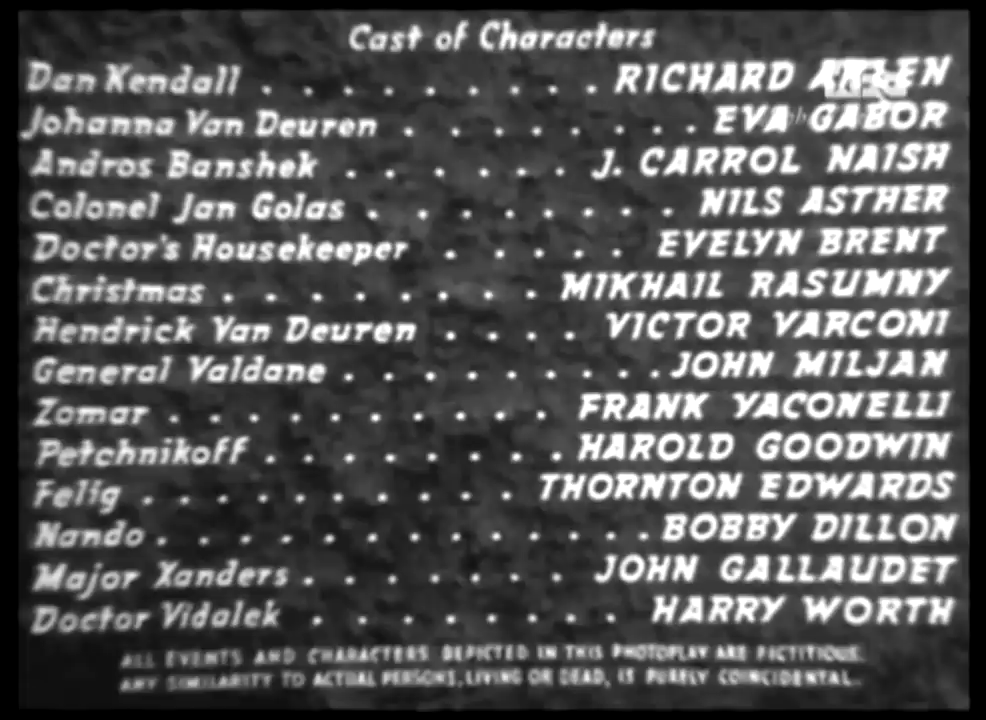 Cast of Characters
Dan Kendall . . . . . . . . . RICHARD ARLEN
Johanna Van Deuren . . . . . . . . EVA GABOR
Andros Banshek . . . . . . J. CARROL NAISH
Colonel Jan Golas . . . . . . . . NILS ASTHER
Doctor's Housekeeper . . . . . EVELYN BRENT
Christmas . . . . . . . . MIKHAIL RASUMNY
Hendrick Van Deuren . . . . VICTOR VARCONI
General Valdane . . . . . . . . . JOHN MILJAN
Zomar . . . . . . . . . . FRANK YACONELLI
Petchnikoff . . . . . . . . HAROLD GOODWIN
Felig . . . . . . . . . . THORNTON EDWARDS
Nando . . . . . . . . . . . . . BOBBY DILLON
Major Xanders . . . . . . . JOHN GALLAUDET
Doctor Vidalek . . . . . . . . HARRY WORTH
ALL EVENTS AND CHARACTERS DEPICTED IN THIS PHOTOPLAY ARE FICTITIOUS.
ANY SIMILARITY TO ACTUAL PERSONS, LIVING OR DEAD, IS PURELY COINCIDENTAL.